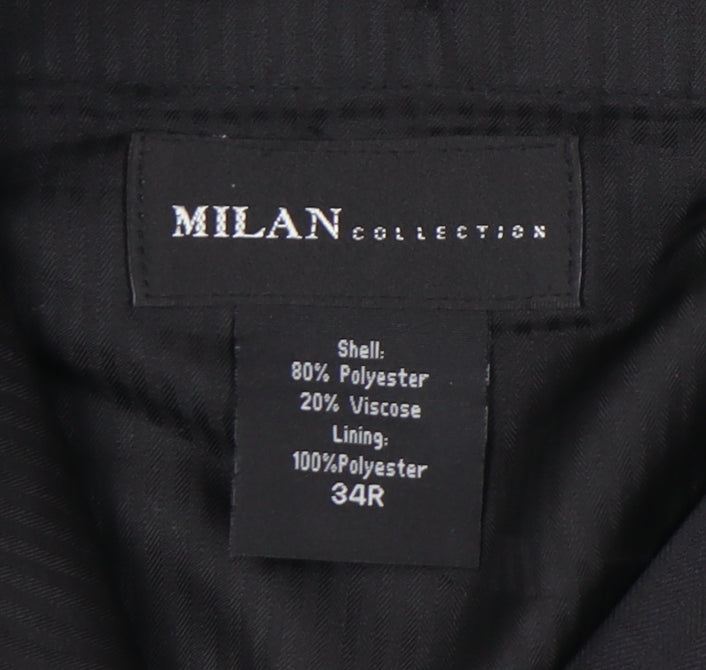 MILAN COLLECTION
Shell:
80% Polyester
20% Viscose
Lining:
100%Polyester
34R